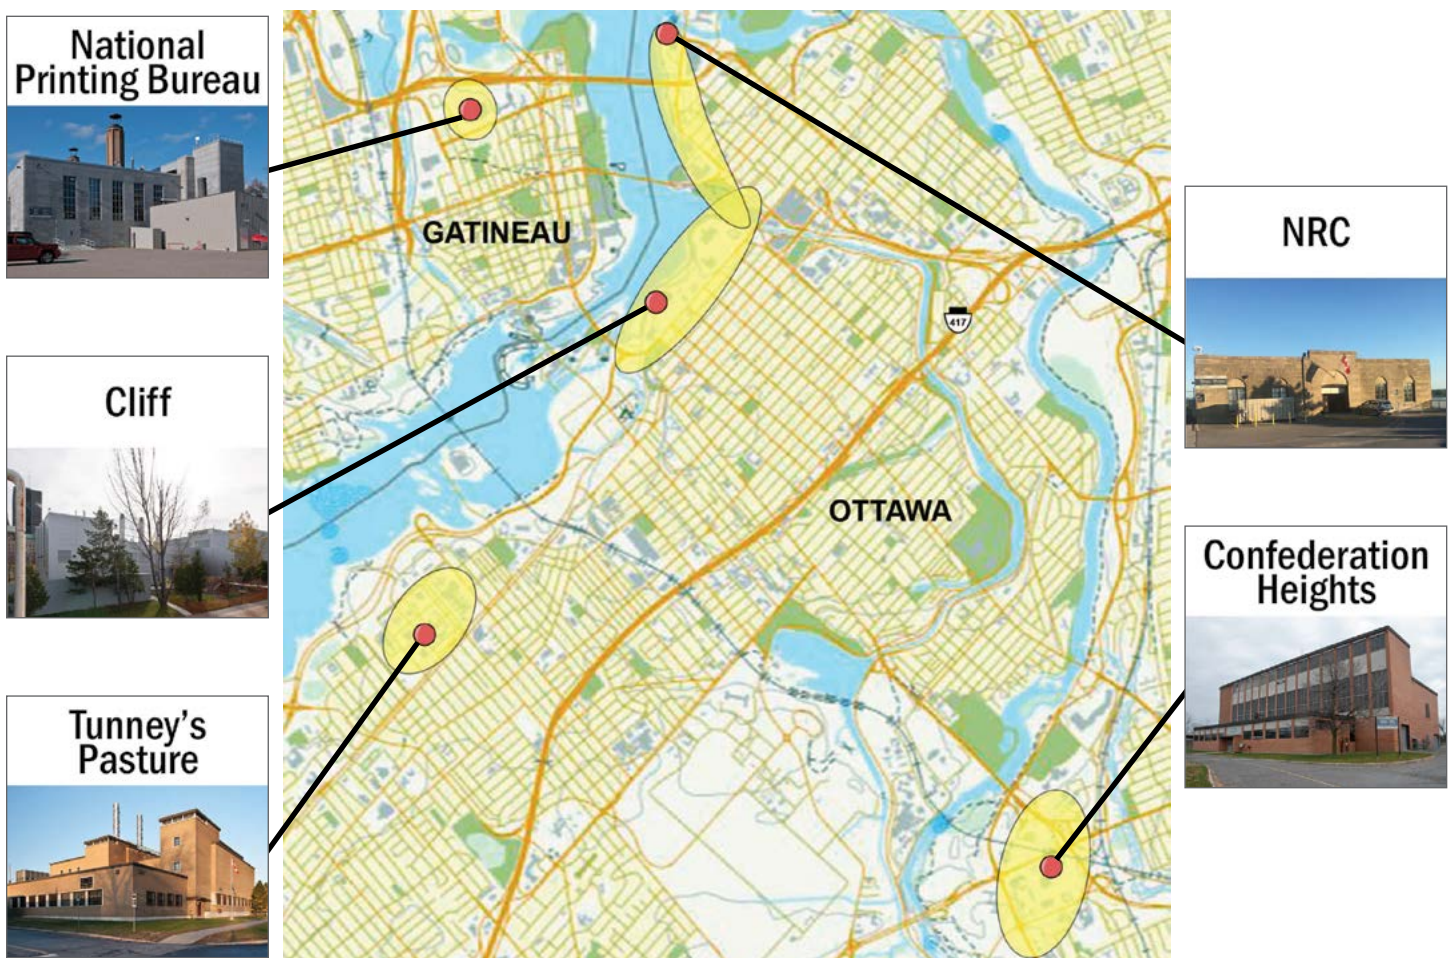 National
Printing Bureau
Cliff
Tunney's
Pasture
GATINEAU
417
OTTAWA
NRC
Confederation
Heights